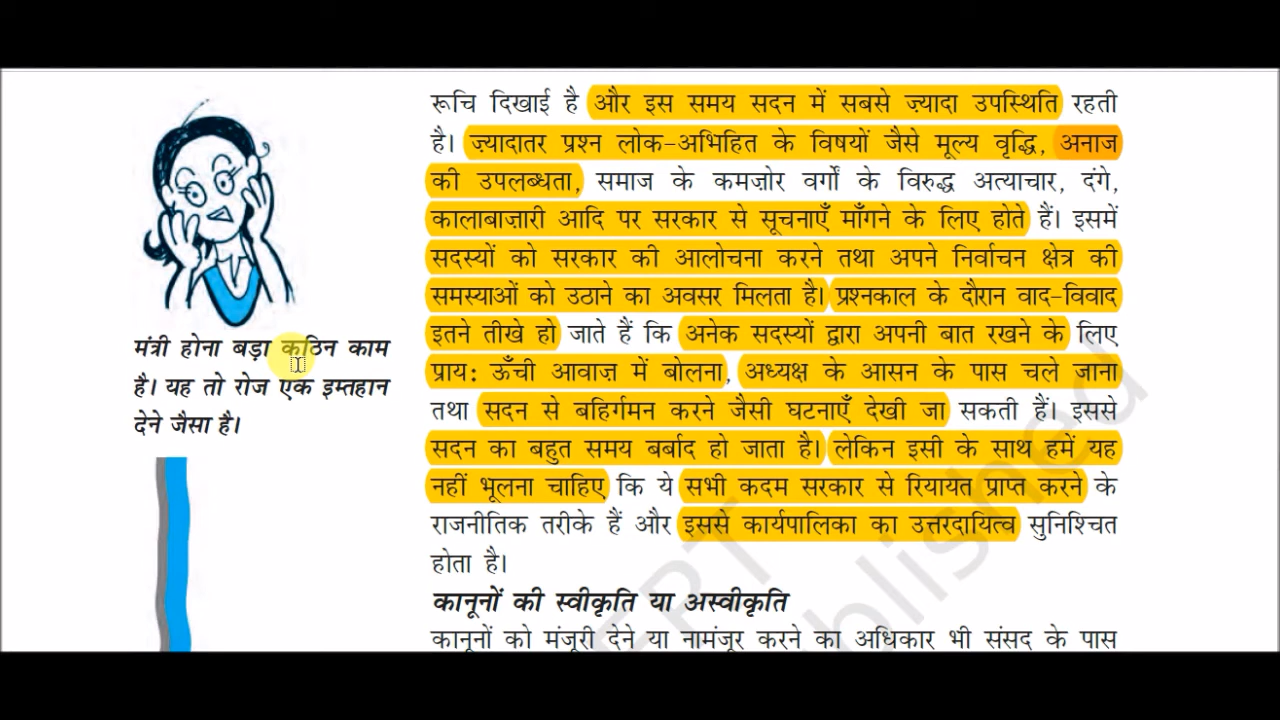 रूचि दिखाई है और इस समय सदन में सबसे ज़्यादा उपस्थिति रहती
है। ज़्यादातर प्रश्न लोक-अभिहित के विषयों जैसे मूल्य वृद्धि, अनाज
की उपलब्धता, समाज के कमज़ोर वर्गों के विरुद्ध अत्याचार, दंगे,
कालाबाज़ारी आदि पर सरकार से सूचनाएँ माँगने के लिए होते हैं। इसमें
सदस्यों को सरकार की आलोचना करने तथा अपने निर्वाचन क्षेत्र की
समस्याओं को उठाने का अवसर मिलता है। प्रश्नकाल के दौरान वाद-विवाद
इतने तीखे हो जाते हैं कि अनेक सदस्यों द्वारा अपनी बात रखने के लिए
प्राय: ऊँची आवाज़ में बोलना, अध्यक्ष के आसन के पास चले जाना
तथा सदन से बहिर्गमन करने जैसी घटनाएँ देखी जा सकती हैं। इससे
सदन का बहुत समय बर्बाद हो जाता है। लेकिन इसी के साथ हमें यह
नहीं भूलना चाहिए कि ये सभी कदम सरकार से रियायत प्राप्त करने के
राजनीतिक तरीके हैं और इससे कार्यपालिका का उत्तरदायित्व सुनिश्चित
होता है।
कानूनों की स्वीकृति या अस्वीकृति
कानूनों को मंजूरी देने या नामंजूर करने का अधिकार भी संसद के पास
मंत्री होना बड़ा कठिन काम
है। यह तो रोज एक इम्तहान
देने जैसा है।